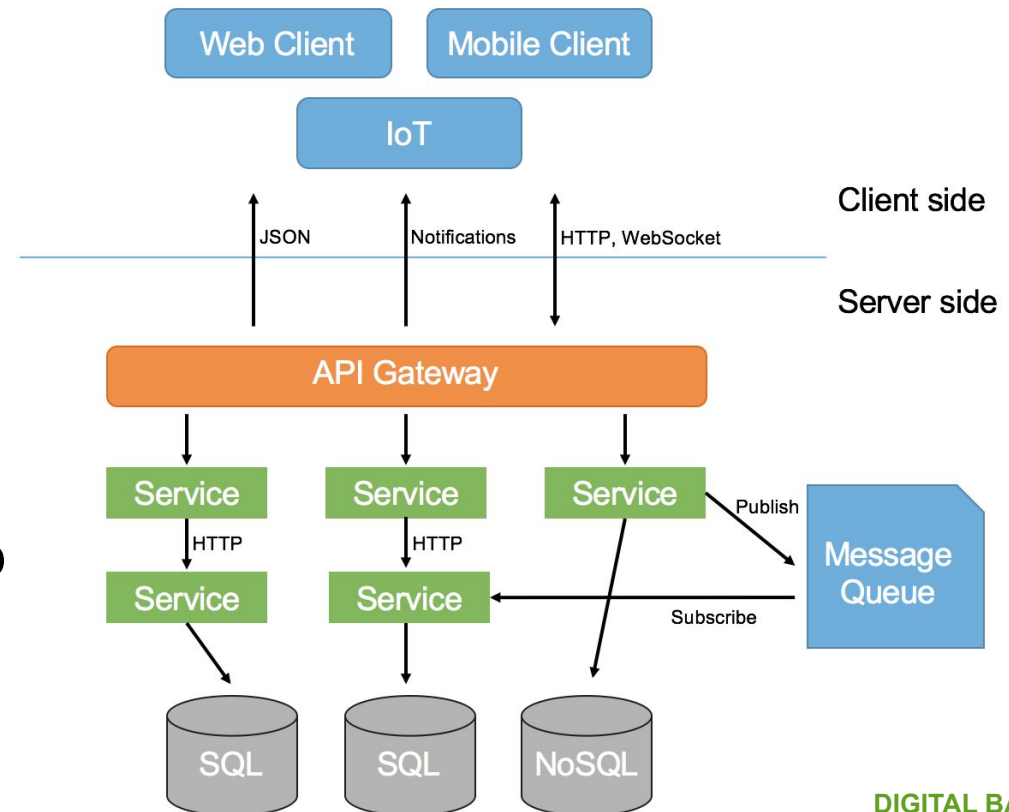 Web Client
Mobile Client
IoT
Client side
JSON
Notifications
HTTP, WebSocket
Server side
API Gateway
Service
Service
Service
Publish
HTTP
HTTP
Message
Queue
Service
Service
Subscribe
SQL
SQL
NoSQL
DIGITAL